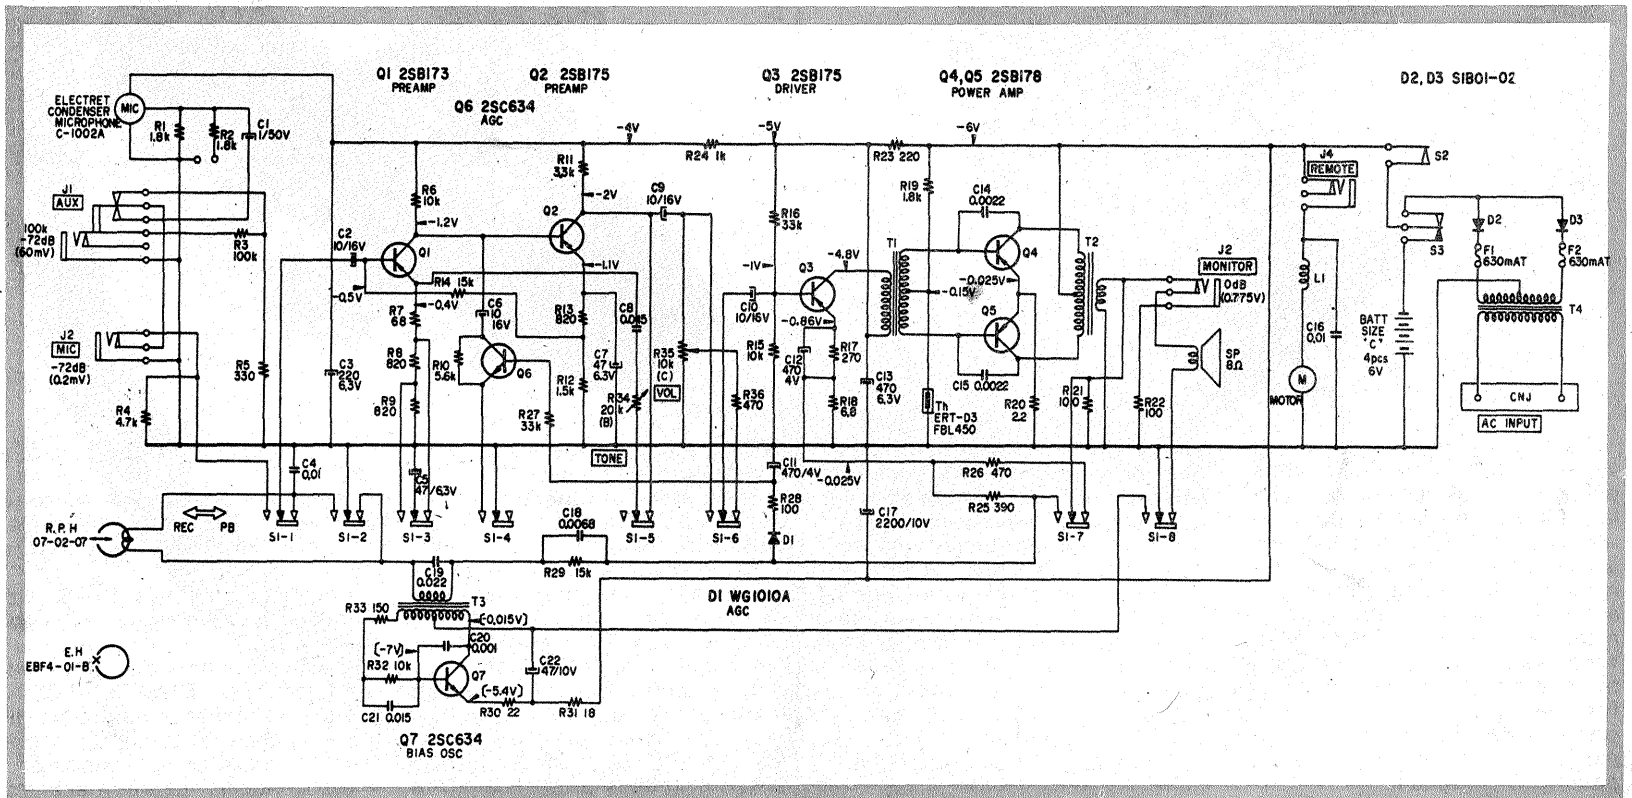 Q1 2SB173
PREAMP
Q2 2SB175
PREAMP
Q6 2SC634
AGC
Q3 2SB175
DRIVER
Q4,Q5 2SB178
POWER AMP
D2, D3 SIB01-02
ELECTRET
CONDENSER
MICROPHONE
C-1002A
MIC
R1
1.8k
R2
1.8k
C1
1/50V
-4V
-5V
-6V
R24 1k
R23 220
J4
REMOTE
S2
J1
AUX
100k
-72dB
(60mV)
R3
100k
R6
10k
-1.2V
R11
3.3k
-2V
C9
10/16V
R16
33k
R19
1.8k
C14
0.0022
S3
D2
D3
F1
630mAT
F2
630mAT
C2
10/16V
Q1
Q2
-1.1V
-0.5V
R14 15k
-0.4V
R7
68
C6
10
16V
R13
820
C8
0.015
-1V
Q3
-4.8V
C10
10/16V
-0.86V
T1
Q4
-0.025V
-0.15V
Q5
T2
J2
MONITOR
0dB
(0.775V)
L1
T4
J2
MIC
-72dB
(0.2mV)
R5
330
C3
220
6.3V
R8
820
R9
820
R10
5.6k
Q6
C7
47
6.3V
R12
1.5k
R34
20k
(B)
R35
10k
(C)
VOL
R15
10k
R36
470
C12
470
4V
R17
270
R18
6.8
C13
470
6.3V
C15 0.0022
Th
ERT-D3
FBL450
R20
2.2
R21
100
R22
100
SP
8Ω
C16
0.01
M
MOTOR
BATT
SIZE
"C"
4pcs
6V
CNJ
AC INPUT
R4
4.7k
R27
33k
TONE
C4
0.01
C5
47/6.3V
C11
470/4V
-0.025V
R26 470
R25 390
R28
100
C17
2200/10V
R.P.H
07-02-07
REC
PB
S1-1
S1-2
S1-3
S1-4
S1-5
S1-6
S1-7
S1-8
C18
0.0068
R29 15k
D1
C19
0.022
T3
D1 WG1010A
AGC
R33 150
(-0.015V)
(-7V)
C20
0.001
R32 10k
Q7
C22
47/10V
(-5.4V)
R30 22
R31 18
C21 0.015
E.H
EBF4-01-B
Q7 2SC634
BIAS OSC